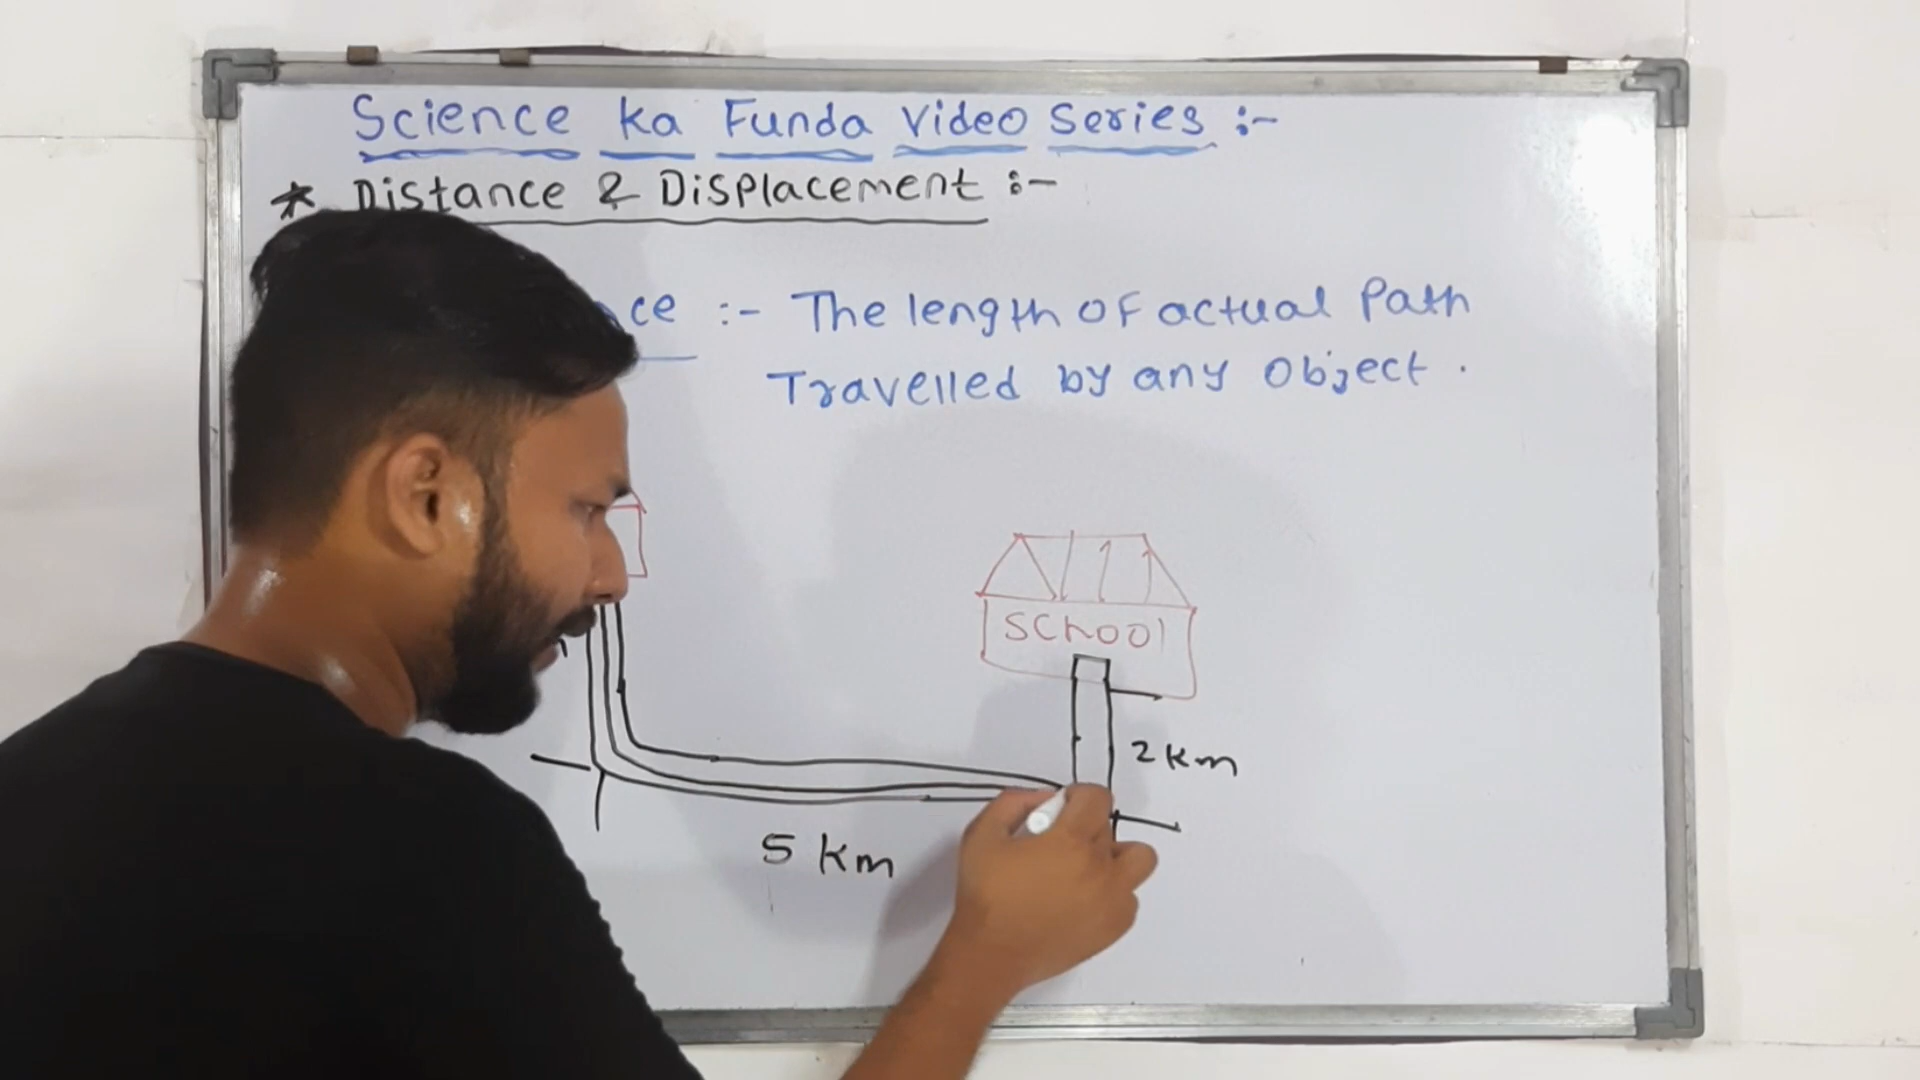 Science ka Funda Video Series :-
* Distance & Displacement :-
ce :- The length of actual Path
Travelled by any object .
School
2 Km
5 Km